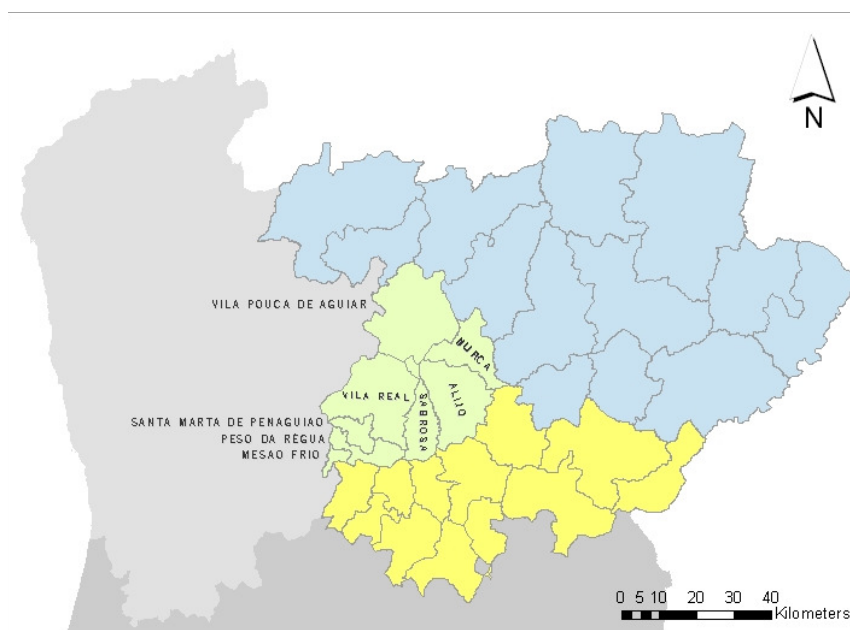 N
VILA POUCA DE AGUIAR
MURCA
VILA REAL
SABROSA
ALIJO
SANTA MARTA DE PENAGUIAO
PESO DA RÉGUA
MESAO FRIO
0 5 10 20 30 40
Kilometers